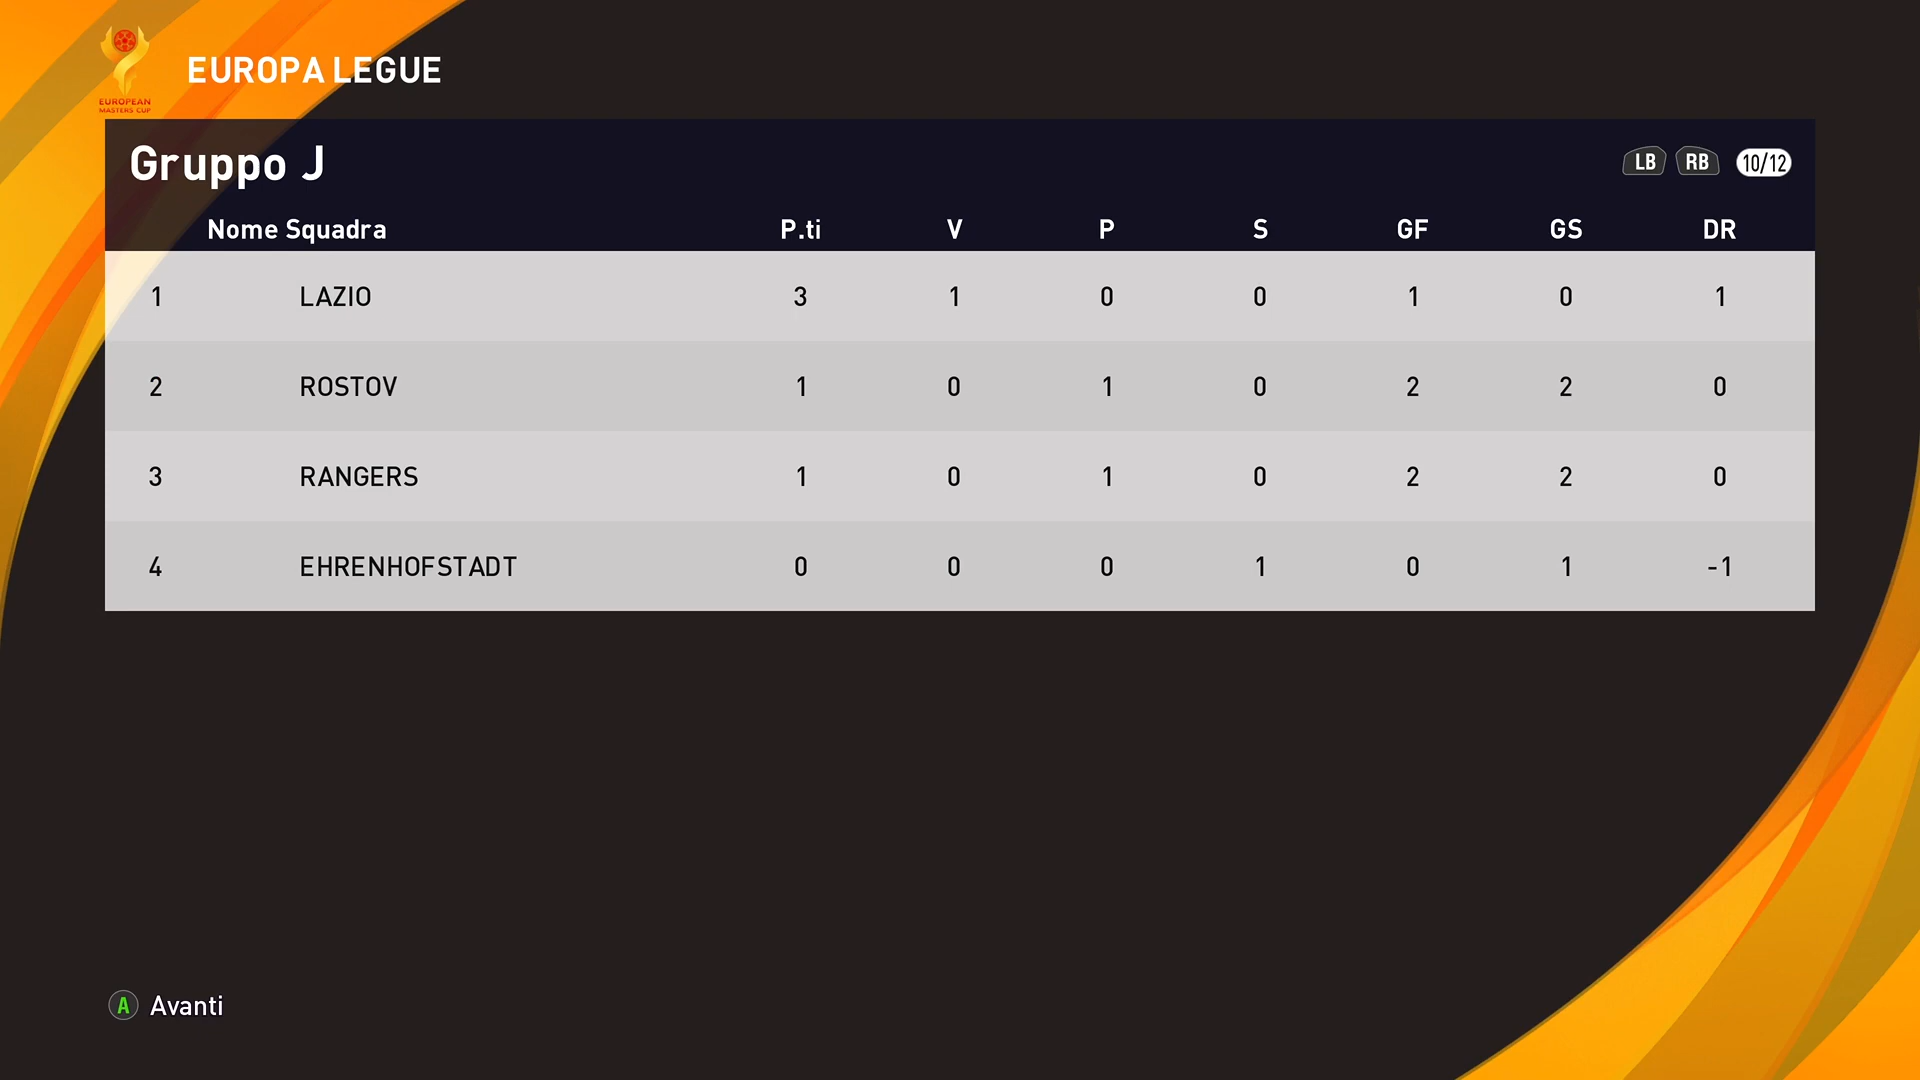 EUROPEAN
MASTERS CUP
EUROPA LEGUE
Gruppo J
LB RB 10/12
Nome Squadra P.ti V P S GF GS DR
1 LAZIO 3 1 0 0 1 0 1
2 ROSTOV 1 0 1 0 2 2 0
3 RANGERS 1 0 1 0 2 2 0
4 EHRENHOFSTADT 0 0 0 1 0 1 -1
A Avanti